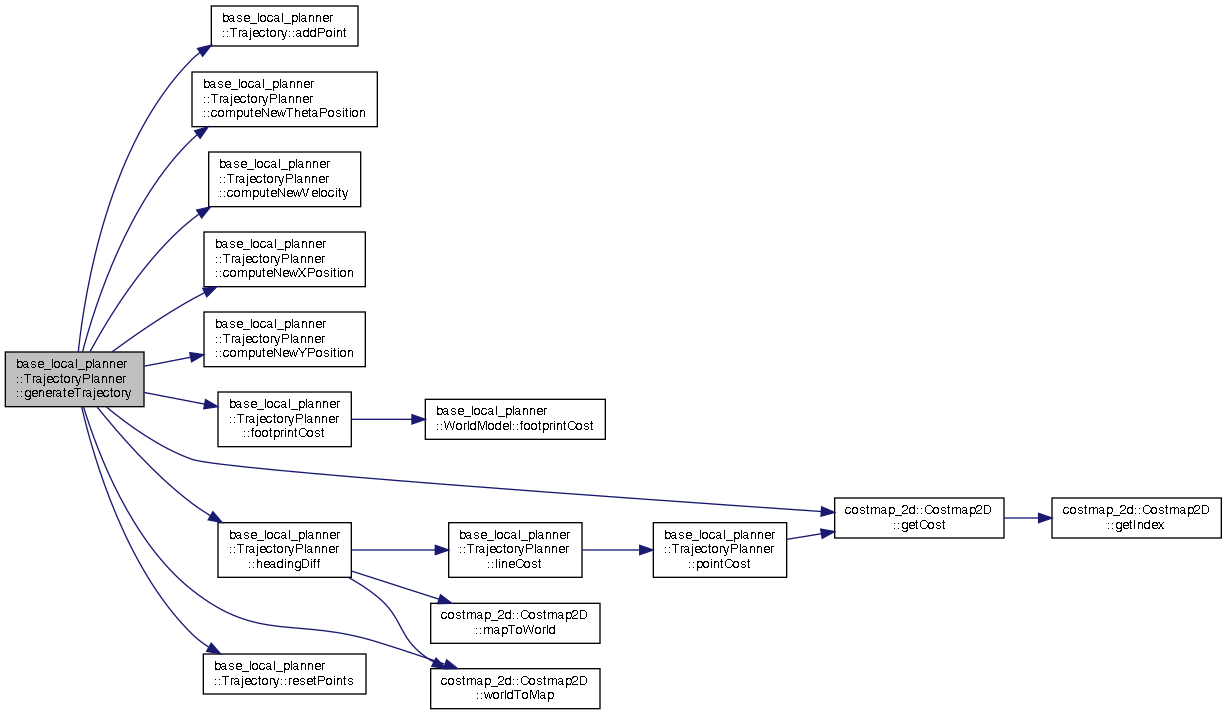 base_local_planner
::Trajectory::addPoint
base_local_planner
::TrajectoryPlanner
::computeNewThetaPosition
base_local_planner
::TrajectoryPlanner
::computeNewVelocity
base_local_planner
::TrajectoryPlanner
::computeNewXPosition
base_local_planner
::TrajectoryPlanner
::computeNewYPosition
base_local_planner
::TrajectoryPlanner
::generateTrajectory
base_local_planner
::TrajectoryPlanner
::footprintCost
base_local_planner
::WorldModel::footprintCost
costmap_2d::Costmap2D
::getCost
costmap_2d::Costmap2D
::getIndex
base_local_planner
::TrajectoryPlanner
::headingDiff
base_local_planner
::TrajectoryPlanner
::lineCost
base_local_planner
::TrajectoryPlanner
::pointCost
costmap_2d::Costmap2D
::mapToWorld
base_local_planner
::Trajectory::resetPoints
costmap_2d::Costmap2D
::worldToMap